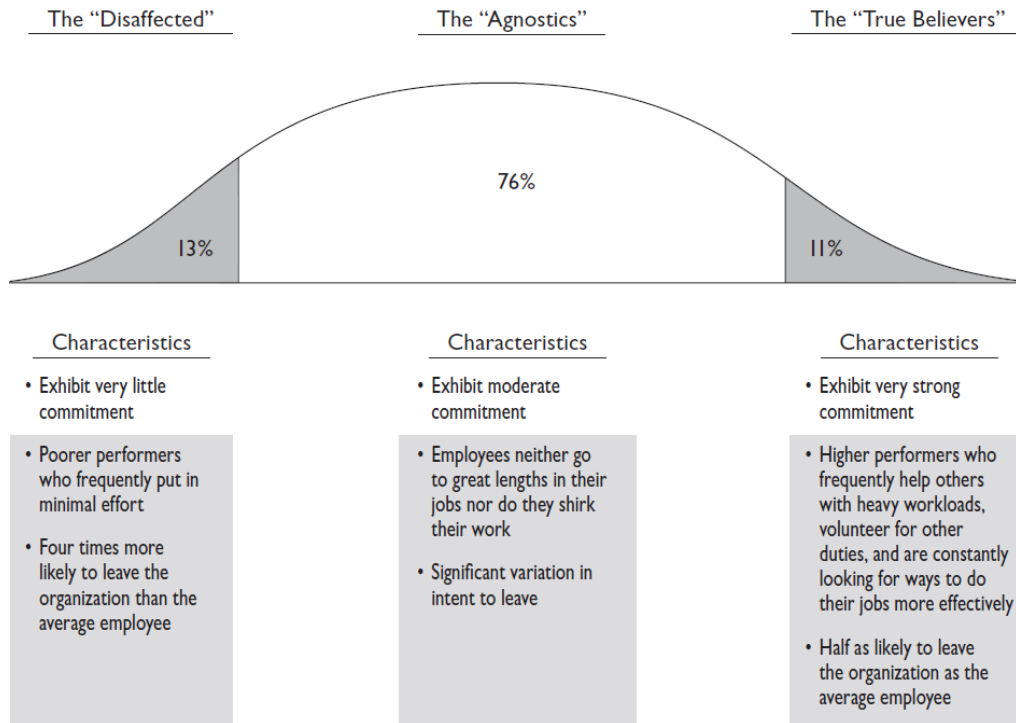 The “Disaffected”
The “Agnostics”
The “True Believers”
13%
76%
11%
Characteristics
• Exhibit very little
commitment
• Poorer performers
who frequently put in
minimal effort
• Four times more
likely to leave the
organization than the
average employee
Characteristics
• Exhibit moderate
commitment
• Employees neither go
to great lengths in their
jobs nor do they shirk
their work
• Significant variation in
intent to leave
Characteristics
• Exhibit very strong
commitment
• Higher performers who
frequently help others
with heavy workloads,
volunteer for other
duties, and are constantly
looking for ways to do
their jobs more effectively
• Half as likely to leave
the organization as the
average employee